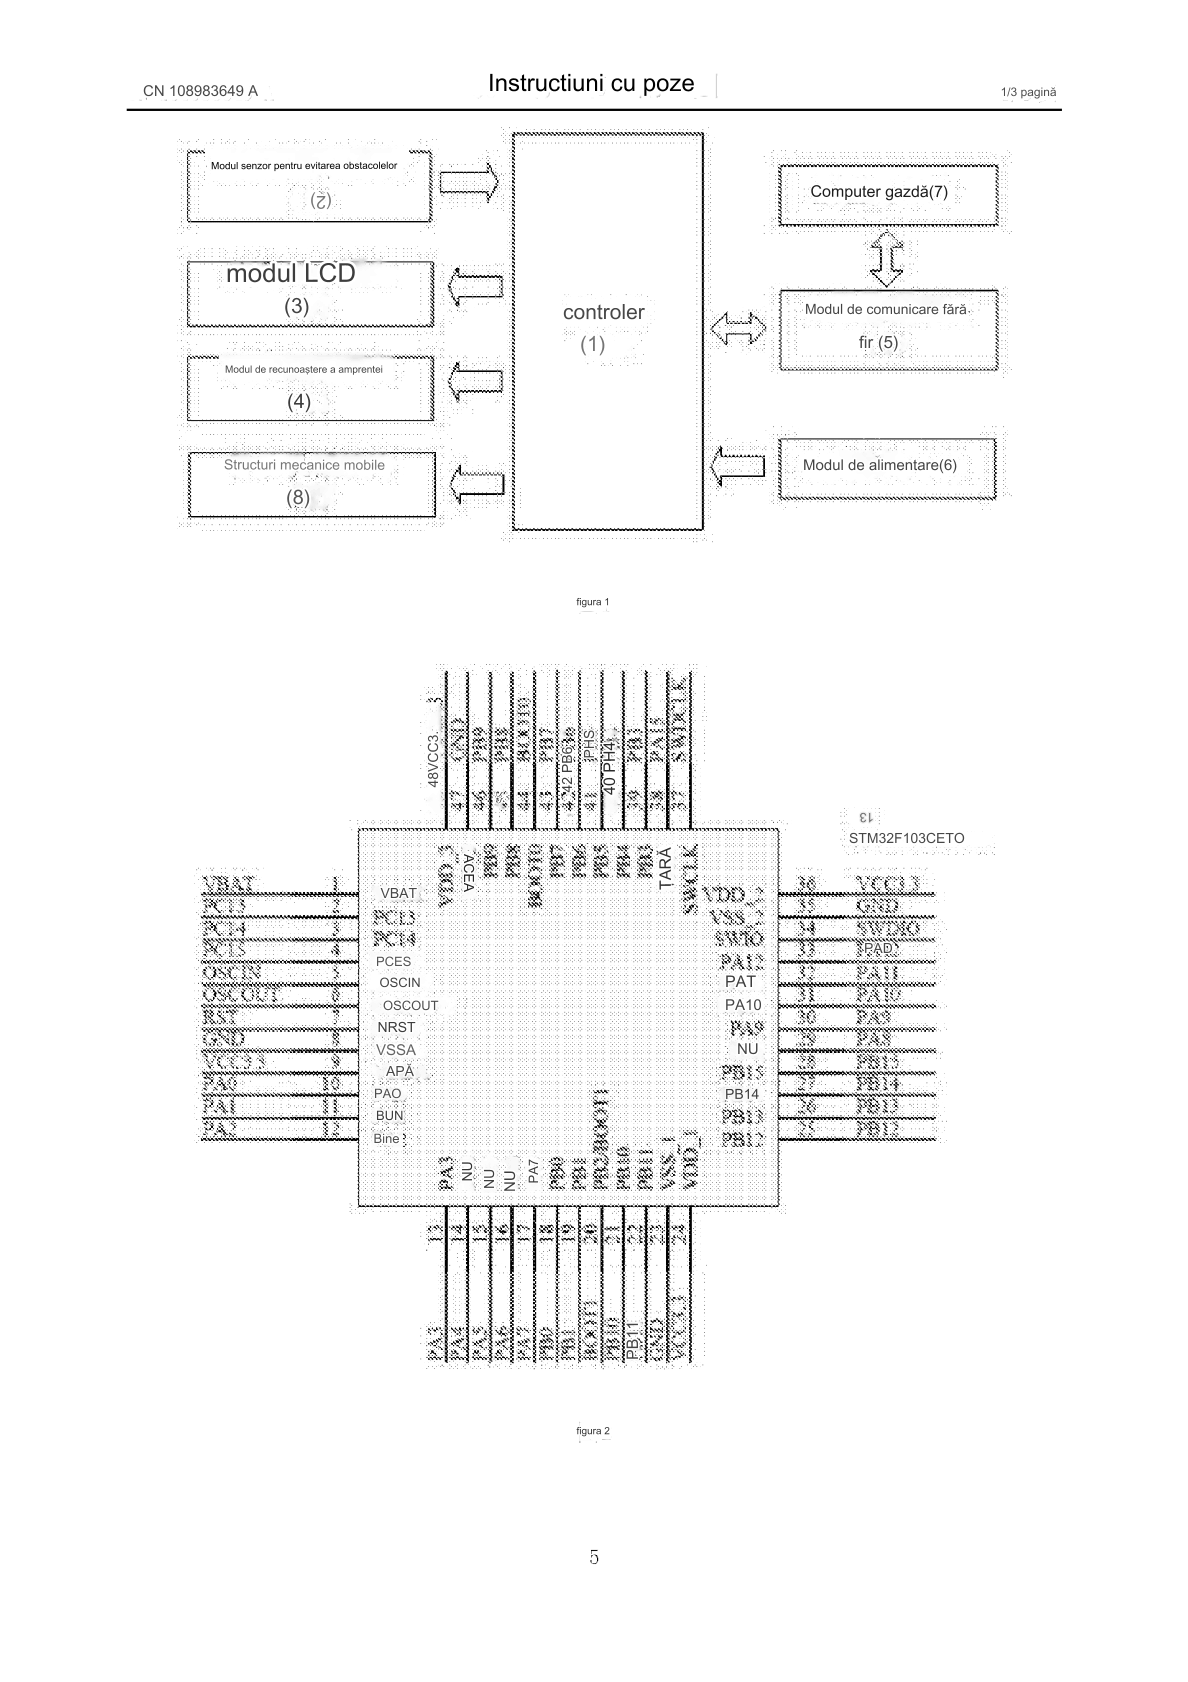 CN 108983649 A
Instructiuni cu poze
1/3 pagină
Modul senzor pentru evitarea obstacolelor
(2)
modul LCD
(3)
Modul de recunoaștere a amprentei
(4)
Structuri mecanice mobile
(8)
controler
(1)
Computer gazdă(7)
Modul de comunicare fără
fir (5)
Modul de alimentare(6)
figura 1
48VCC3.
47
46 PB9
PB8
44 BOOT0
43 PB7
42 PB6
41 PHS
40 PH4
39 PB3
38 PA15
37 SWDCLK
13
STM32F103CETO
ACEA
PB9
PB8
BOOT0
PB7
PB6
PB5
PB4
PB3
TARĂ
SWCLK
VBAT 1 VBAT
PC13 2 PC13
PC14 3 PC14
PC15 4 PCES
OSCIN 5 OSCIN
OSCOUT 6 OSCOUT
RST 7 NRST
GND 8 VSSA
VCC3.3 9 APĂ
PA0 10 PAO
PA1 11 BUN
PA2 12 Bine
VDD_2 36 VCC3.3
VSS_2 35 GND
SWIO 34 SWDIO
PA12 33 PAD
PAT 32 PA11
PA10 31 PA10
PA9 30 PA9
NU 29 PA8
PB15 28 PB15
PB14 27 PB14
PB13 26 PB13
PB12 25 PB12
PA3
NU
NU
NU
PA7
PB0
PB1
PB2/BOOT1
PB10
PB11
VSS_1
VDD_1
13 PA3
14 PA4
15 PA5
16 PA6
17 PA7
18 PB0
19 PB1
20 BOOT1
21 PB10
22 PB11
23 GND
24 VCC3.3
figura 2
5